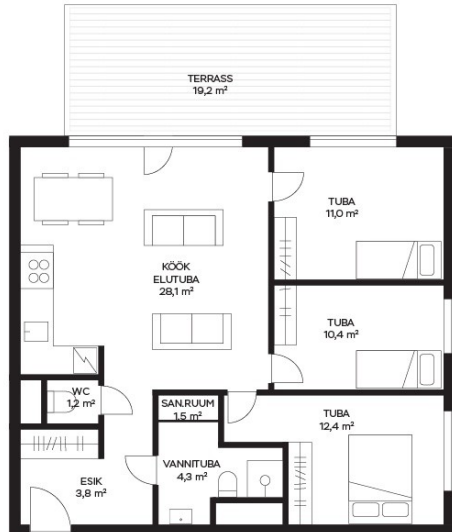 TERRASS
19,2 m²
TUBA
11,0 m²
KÖÖK
ELUTUBA
28,1 m²
TUBA
10,4 m²
WC
1,2 m²
SAN.RUUM
1.5 m²
TUBA
12,4 m²
VANNITUBA
4,3 m²
ESIK
3,8 m²